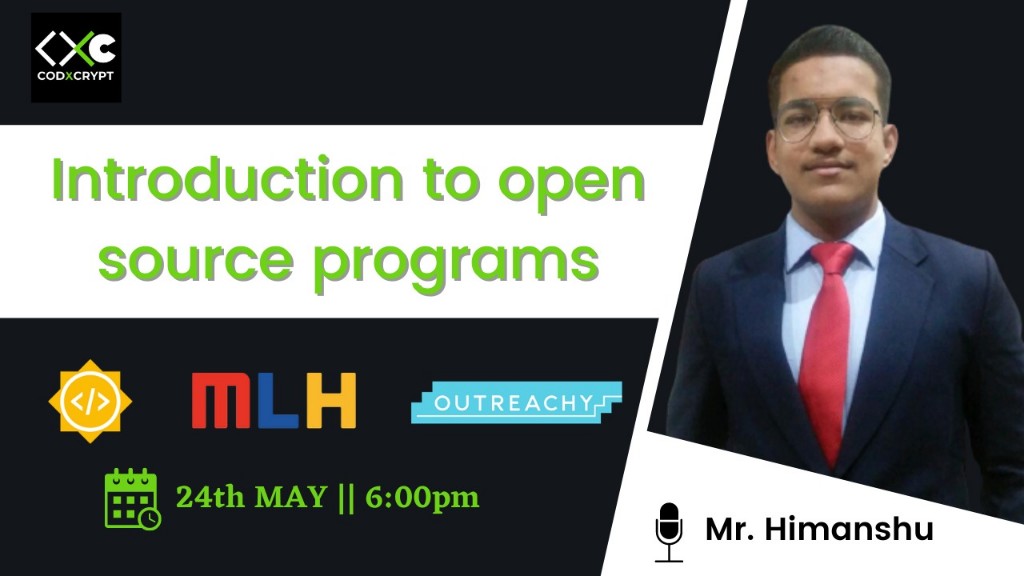 CODXCRYPT
Introduction to open
source programs
</>
MLH
OUTREACHY
24th MAY || 6:00pm
Mr. Himanshu